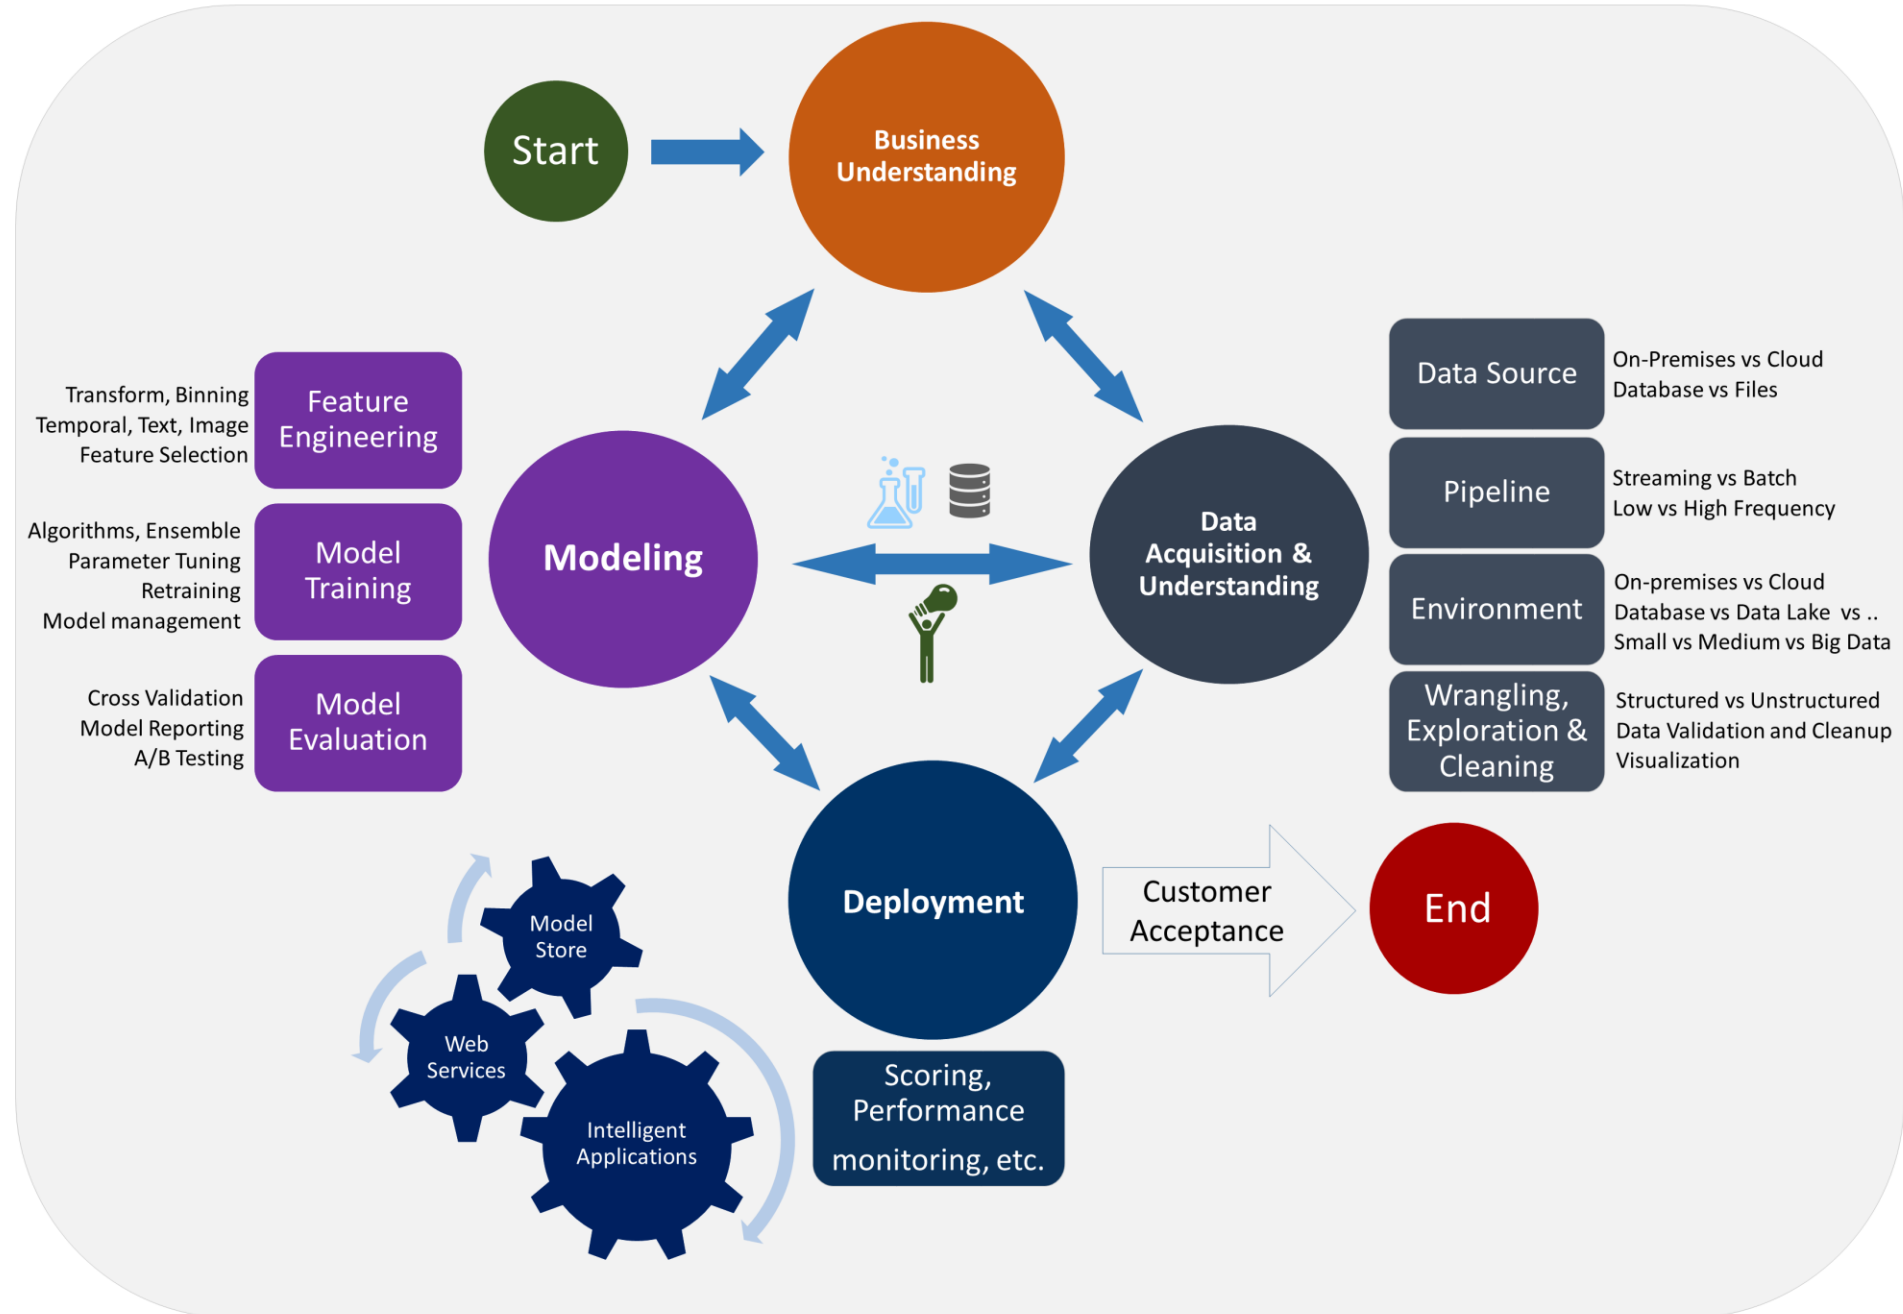 Start
Business
Understanding
Feature
Engineering
Transform, Binning
Temporal, Text, Image
Feature Selection
Model
Training
Algorithms, Ensemble
Parameter Tuning
Retraining
Model management
Model
Evaluation
Cross Validation
Model Reporting
A/B Testing
Modeling
Data
Acquisition &
Understanding
Data Source
On-Premises vs Cloud
Database vs Files
Pipeline
Streaming vs Batch
Low vs High Frequency
Environment
On-premises vs Cloud
Database vs Data Lake  vs ..
Small vs Medium vs Big Data
Wrangling,
Exploration &
Cleaning
Structured vs Unstructured
Data Validation and Cleanup
Visualization
Deployment
Customer
Acceptance
End
Model
Store
Web
Services
Intelligent
Applications
Scoring,
Performance
monitoring, etc.